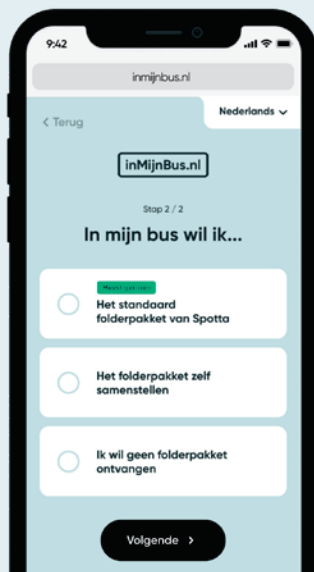 9:42
inmijnbus.nl
< Terug
Nederlands
inMijnBus.nl
Stap 2 / 2
In mijn bus wil ik...
Het standaard
folderpakket van Spotta
Het folderpakket zelf
samenstellen
Ik wil geen folderpakket
ontvangen
Volgende >